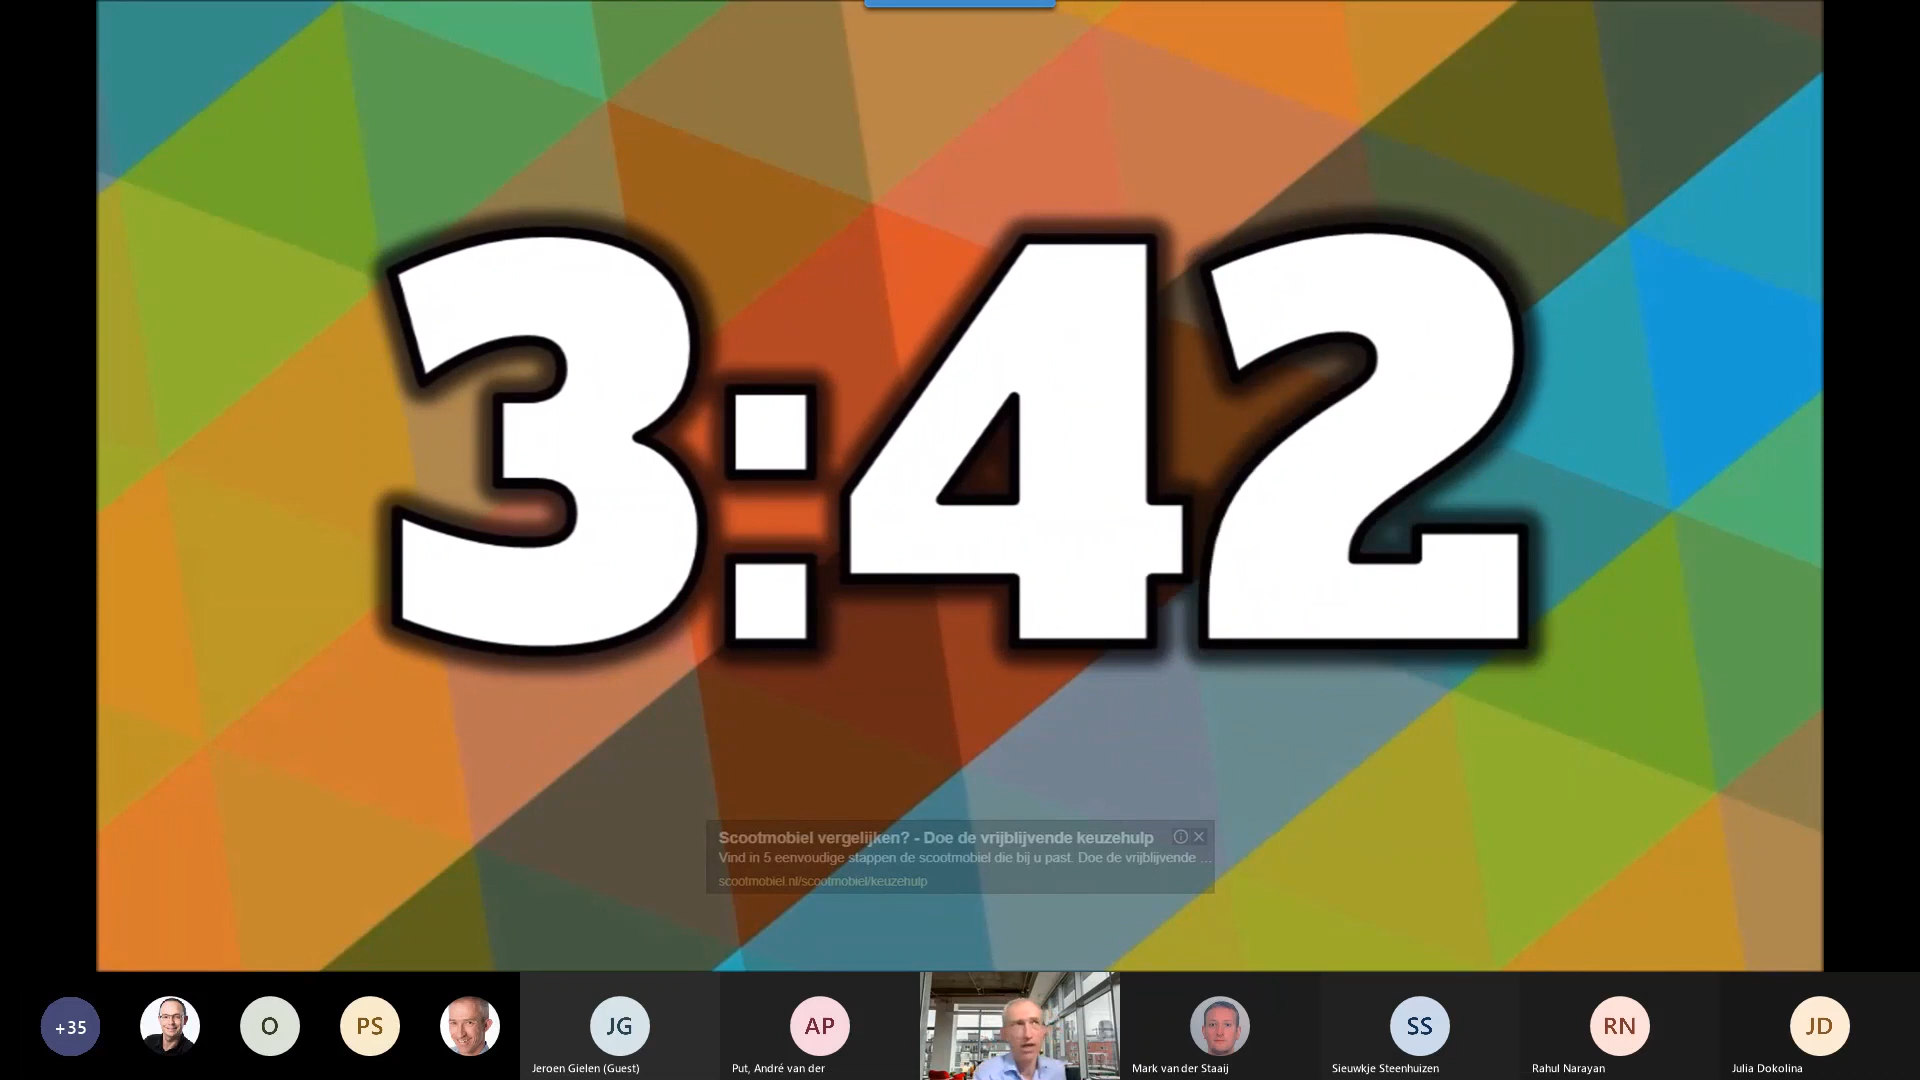 3:42
Scootmobiel vergelijken? - Doe de vrijblijvende keuzehulp
Vind in 5 eenvoudige stappen de scootmobiel die bij u past. Doe de vrijblijvende ...
scootmobiel.nl/scootmobiel/keuzehulp
+35
O
PS
JG
AP
SS
RN
JD
Jeroen Gielen (Guest)
Put, André van der
Mark van der Staaij
Sieuwkje Steenhuizen
Rahul Narayan
Julia Dokolina